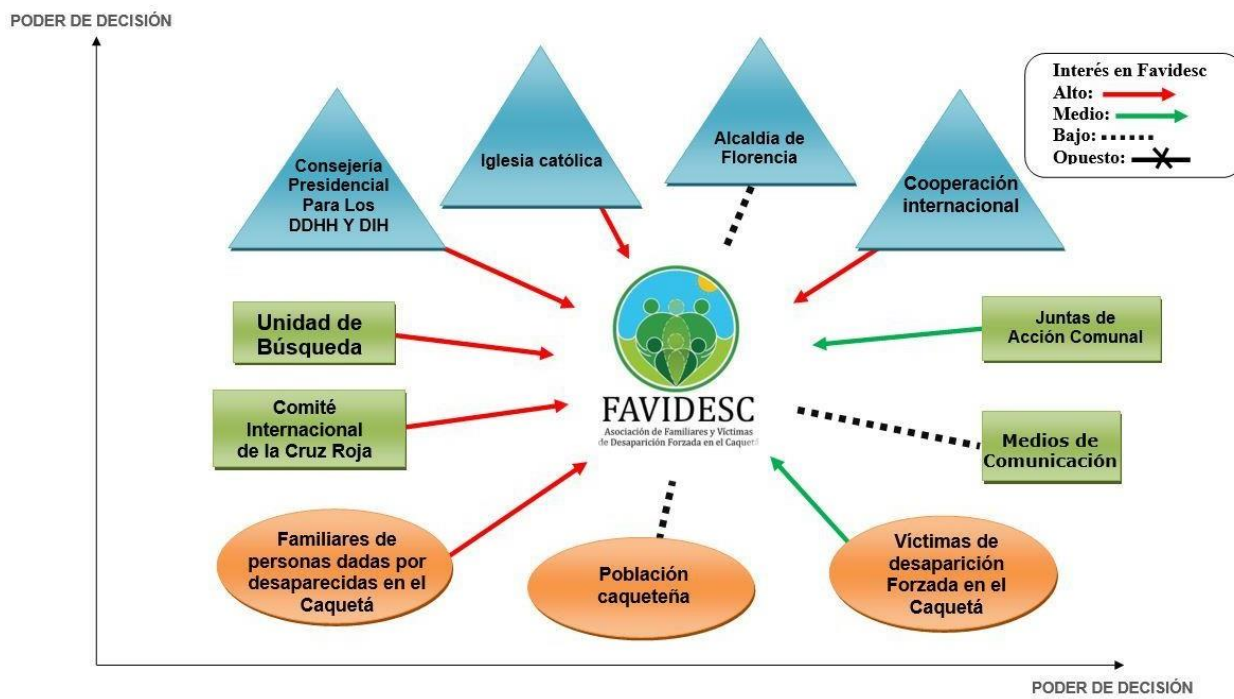 PODER DE DECISIÓN
Interés en Favidesc
Alto:
Medio:
Bajo:
Opuesto:
Consejería
Presidencial
Para Los
DDHH Y DIH
Iglesia católica
Alcaldía de
Florencia
Cooperación
internacional
Unidad de
Búsqueda
Juntas de
Acción Comunal
Comité
Internacional
de la Cruz Roja
FAVIDESC
Asociación de Familiares y Víctimas
de Desaparición Forzada en el Caquetá
Medios de
Comunicación
Familiares de
personas dadas por
desaparecidas en el
Caquetá
Población
caqueteña
Víctimas de
desaparición
Forzada en el
Caquetá
PODER DE DECISIÓN